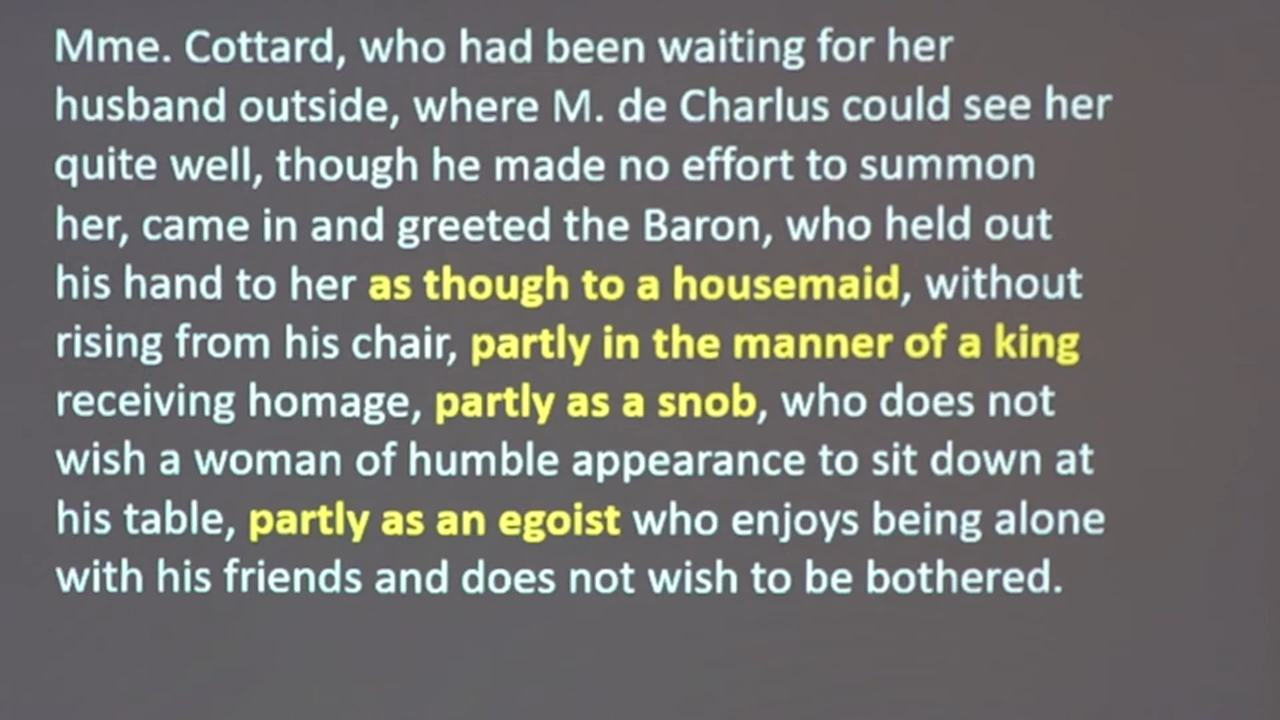 Mme. Cottard, who had been waiting for her
husband outside, where M. de Charlus could see her
quite well, though he made no effort to summon
her, came in and greeted the Baron, who held out
his hand to her as though to a housemaid, without
rising from his chair, partly in the manner of a king
receiving homage, partly as a snob, who does not
wish a woman of humble appearance to sit down at
his table, partly as an egoist who enjoys being alone
with his friends and does not wish to be bothered.